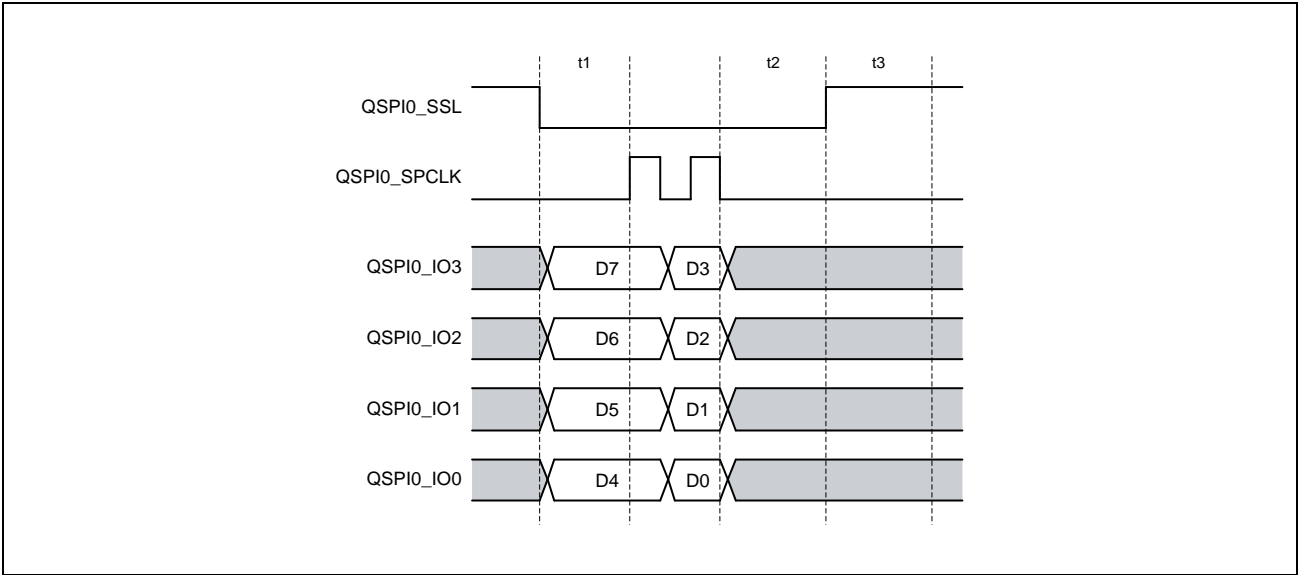 t1 t2 t3
QSPI0_SSL
QSPI0_SPCLK
QSPI0_IO3 D7 D3
QSPI0_IO2 D6 D2
QSPI0_IO1 D5 D1
QSPI0_IO0 D4 D0